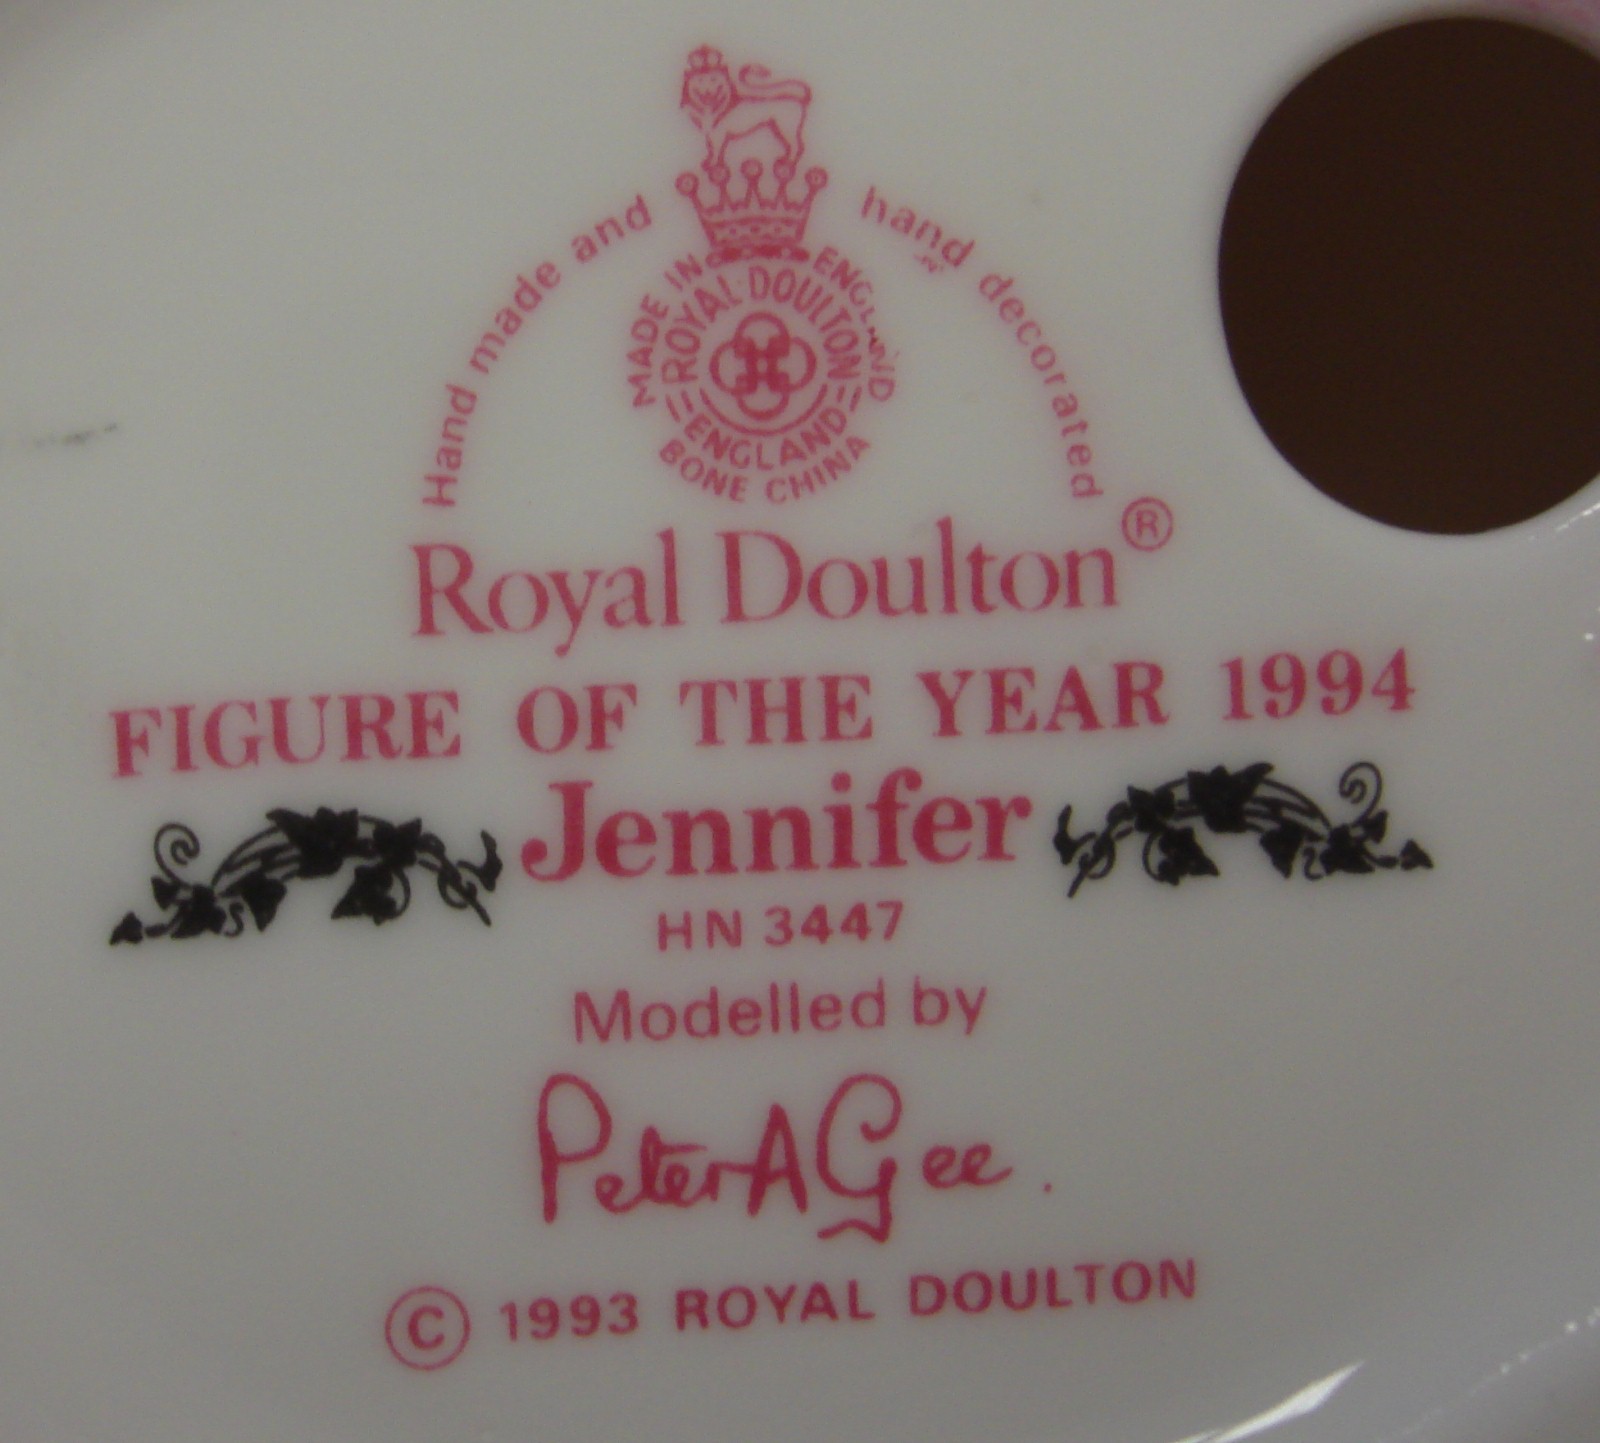 Hand made and hand decorated
MADE IN ENGLAND
ROYAL DOULTON
ENGLAND
BONE CHINA
Royal Doulton®
FIGURE OF THE YEAR 1994
Jennifer
HN 3447
Modelled by
Peter A Gee.
© 1993 ROYAL DOULTON